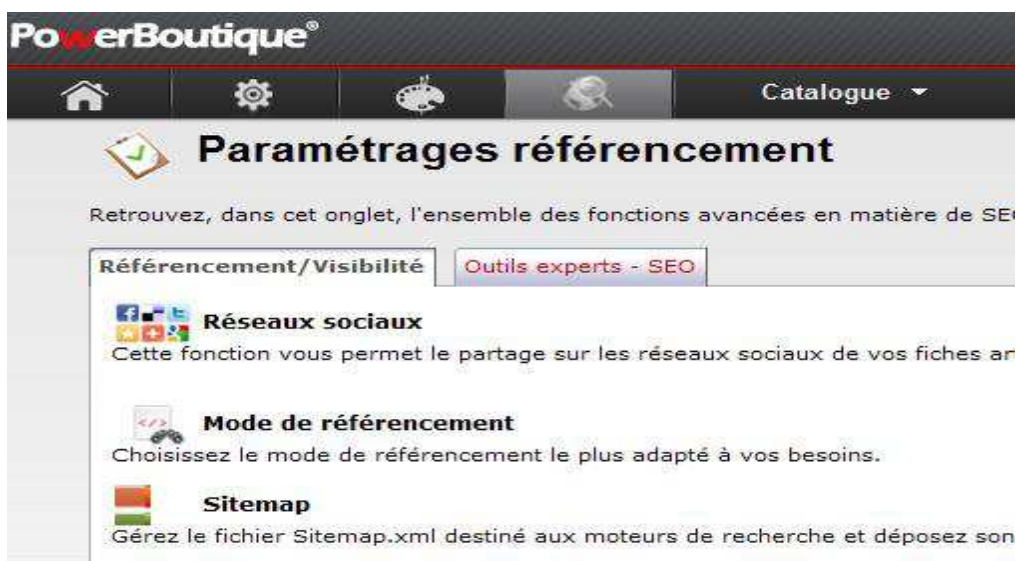 PowerBoutique®
Catalogue
Paramétrages référencement
Retrouvez, dans cet onglet, l'ensemble des fonctions avancées en matière de SE
Référencement/Visibilité
Outils experts - SEO
Réseaux sociaux
Cette fonction vous permet le partage sur les réseaux sociaux de vos fiches ar
Mode de référencement
Choisissez le mode de référencement le plus adapté à vos besoins.
Sitemap
Gérez le fichier Sitemap.xml destiné aux moteurs de recherche et déposez son